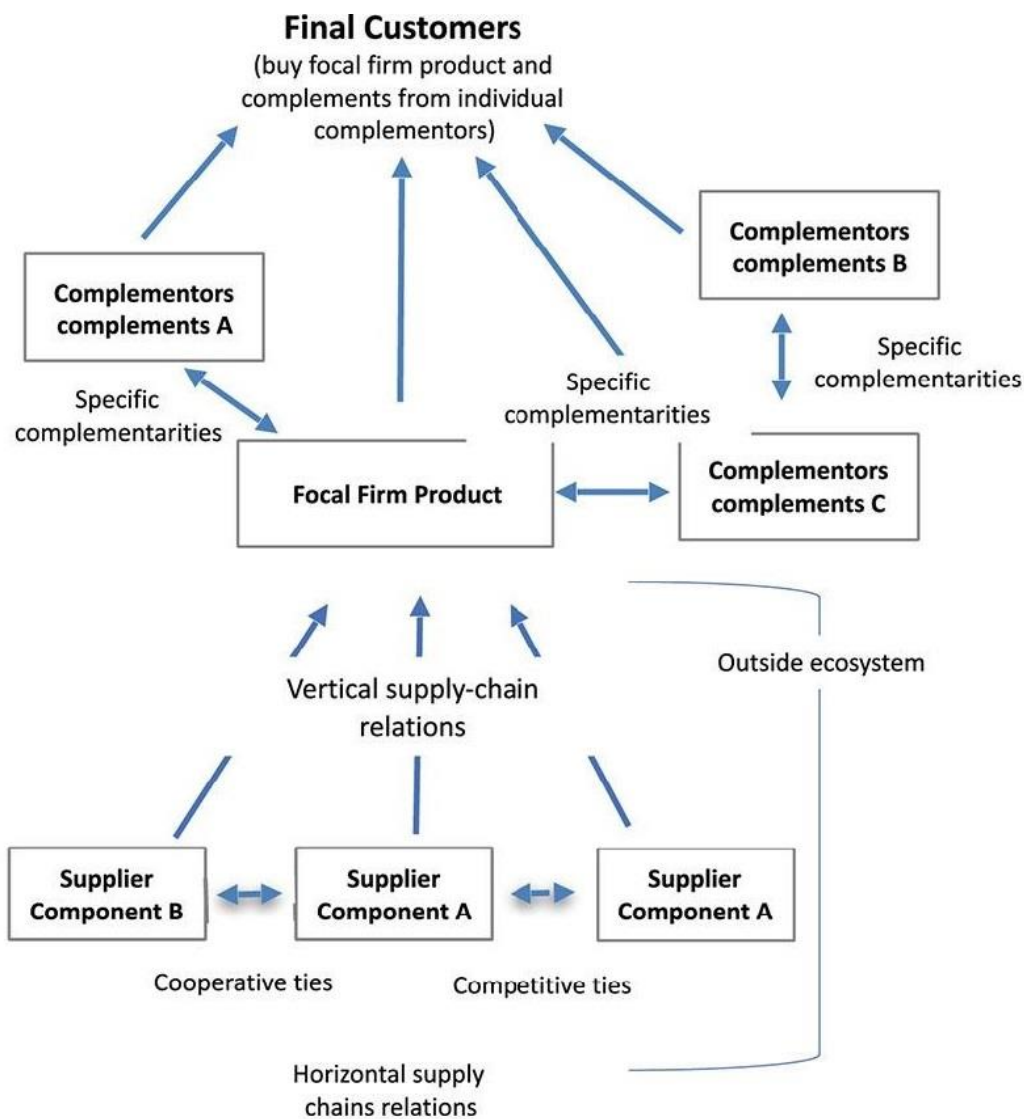 Final Customers
(buy focal firm product and
complements from individual
complementors)
Complementors
complements A
Complementors
complements B
Specific
complementarities
Specific
complementarities
Specific
complementarities
Focal Firm Product
Complementors
complements C
Outside ecosystem
Vertical supply-chain
relations
Supplier
Component B
Supplier
Component A
Supplier
Component A
Cooperative ties
Competitive ties
Horizontal supply
chains relations